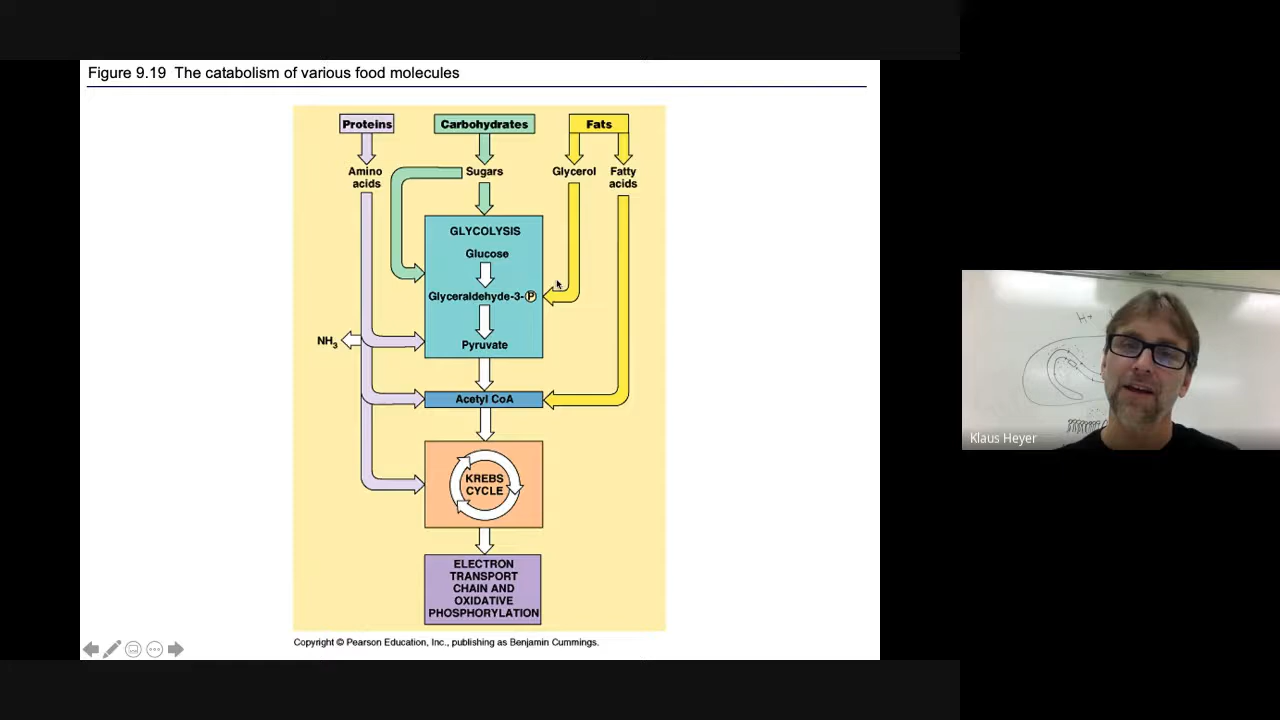 Figure 9.19 The catabolism of various food molecules
Proteins
Carbohydrates
Fats
Amino
acids
Sugars
Glycerol
Fatty
acids
GLYCOLYSIS
Glucose
Glyceraldehyde-3- P
NH3
Pyruvate
Acetyl CoA
KREBS
CYCLE
ELECTRON
TRANSPORT
CHAIN AND
OXIDATIVE
PHOSPHORYLATION
Copyright © Pearson Education, Inc., publishing as Benjamin Cummings.
H+
Klaus Heyer